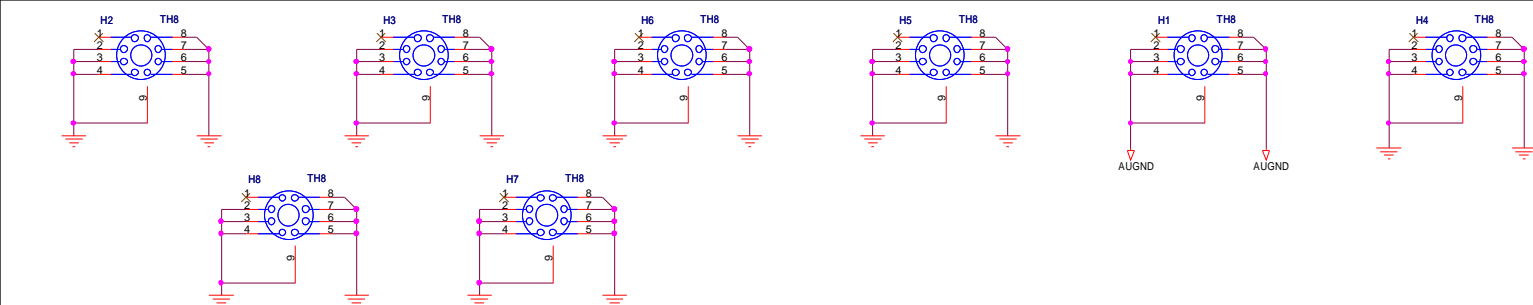 H2 TH8 H3 TH8 H6 TH8 H5 TH8 H1 TH8 H4 TH8
1 8 1 8 1 8 1 8 1 8 1 8
2 7 2 7 2 7 2 7 2 7 2 7
3 6 3 6 3 6 3 6 3 6 3 6
4 5 4 5 4 5 4 5 4 5 4 5
9 9 9 9 9 9
AUGND AUGND
H8 TH8 H7 TH8
1 8 1 8
2 7 2 7
3 6 3 6
4 5 4 5
9 9